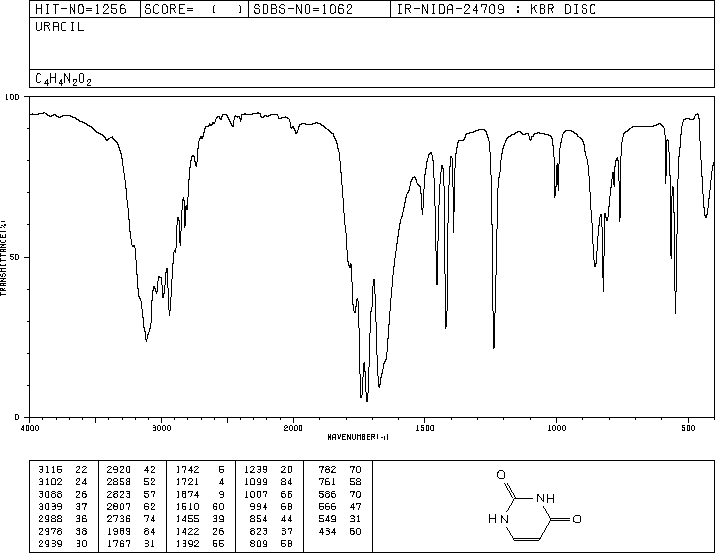 HIT-NO=1256 SCORE= ( ) SDBS-NO=1062 IR-NIDA-24709 : KBR DISC
URACIL
C4H4N2O2
100
50
0
TRANSMITTANCE(%)
4000 3000 2000 1500 1000 500
WAVENUMBER(-1)
3115 22 2920 42 1742 5 1239 20 782 70
3102 24 2858 52 1721 4 1099 84 761 58
3088 26 2823 57 1674 9 1007 66 586 70
3039 37 2807 62 1510 60 994 68 566 47
2988 36 2736 74 1455 39 854 44 549 31
2976 38 1989 84 1422 26 823 37 434 60
2939 30 1767 31 1392 55 809 58
O
NH
HN
O